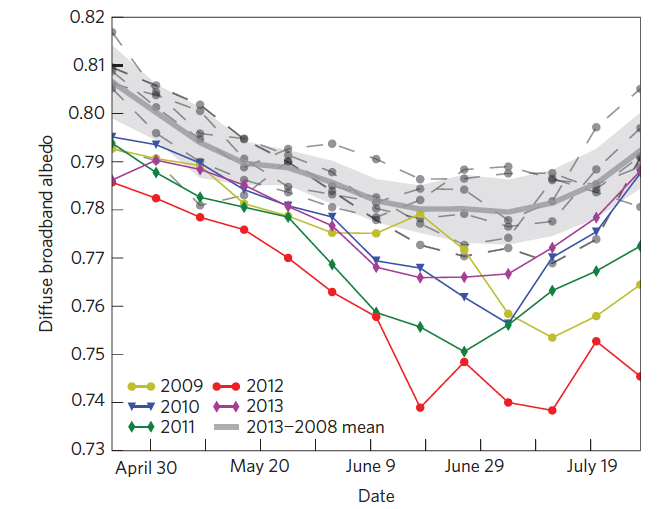 0.82
0.81
0.80
0.79
0.78
0.77
0.76
0.75
0.74
0.73
Diffuse broadband albedo
2009
2012
2010
2013
2011
2013–2008 mean
April 30
May 20
June 9
June 29
July 19
Date